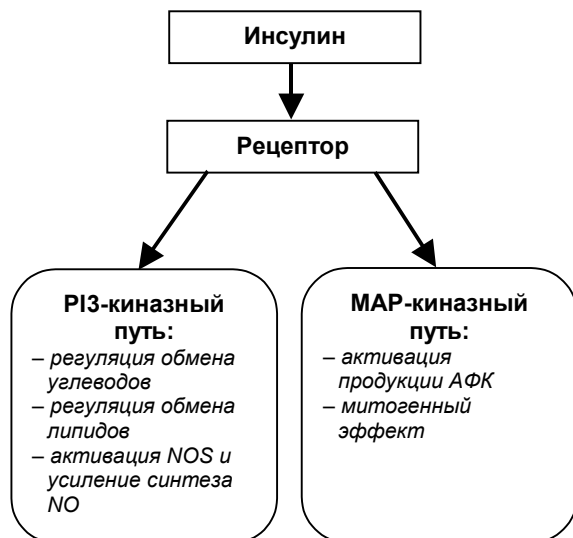 Инсулин
Рецептор
PI3-киназный
путь:
– регуляция обмена
углеводов
– регуляция обмена
липидов
– активация NOS и
усиление синтеза
NO
MAP-киназный
путь:
– активация
продукции АФК
– митогенный
эффект